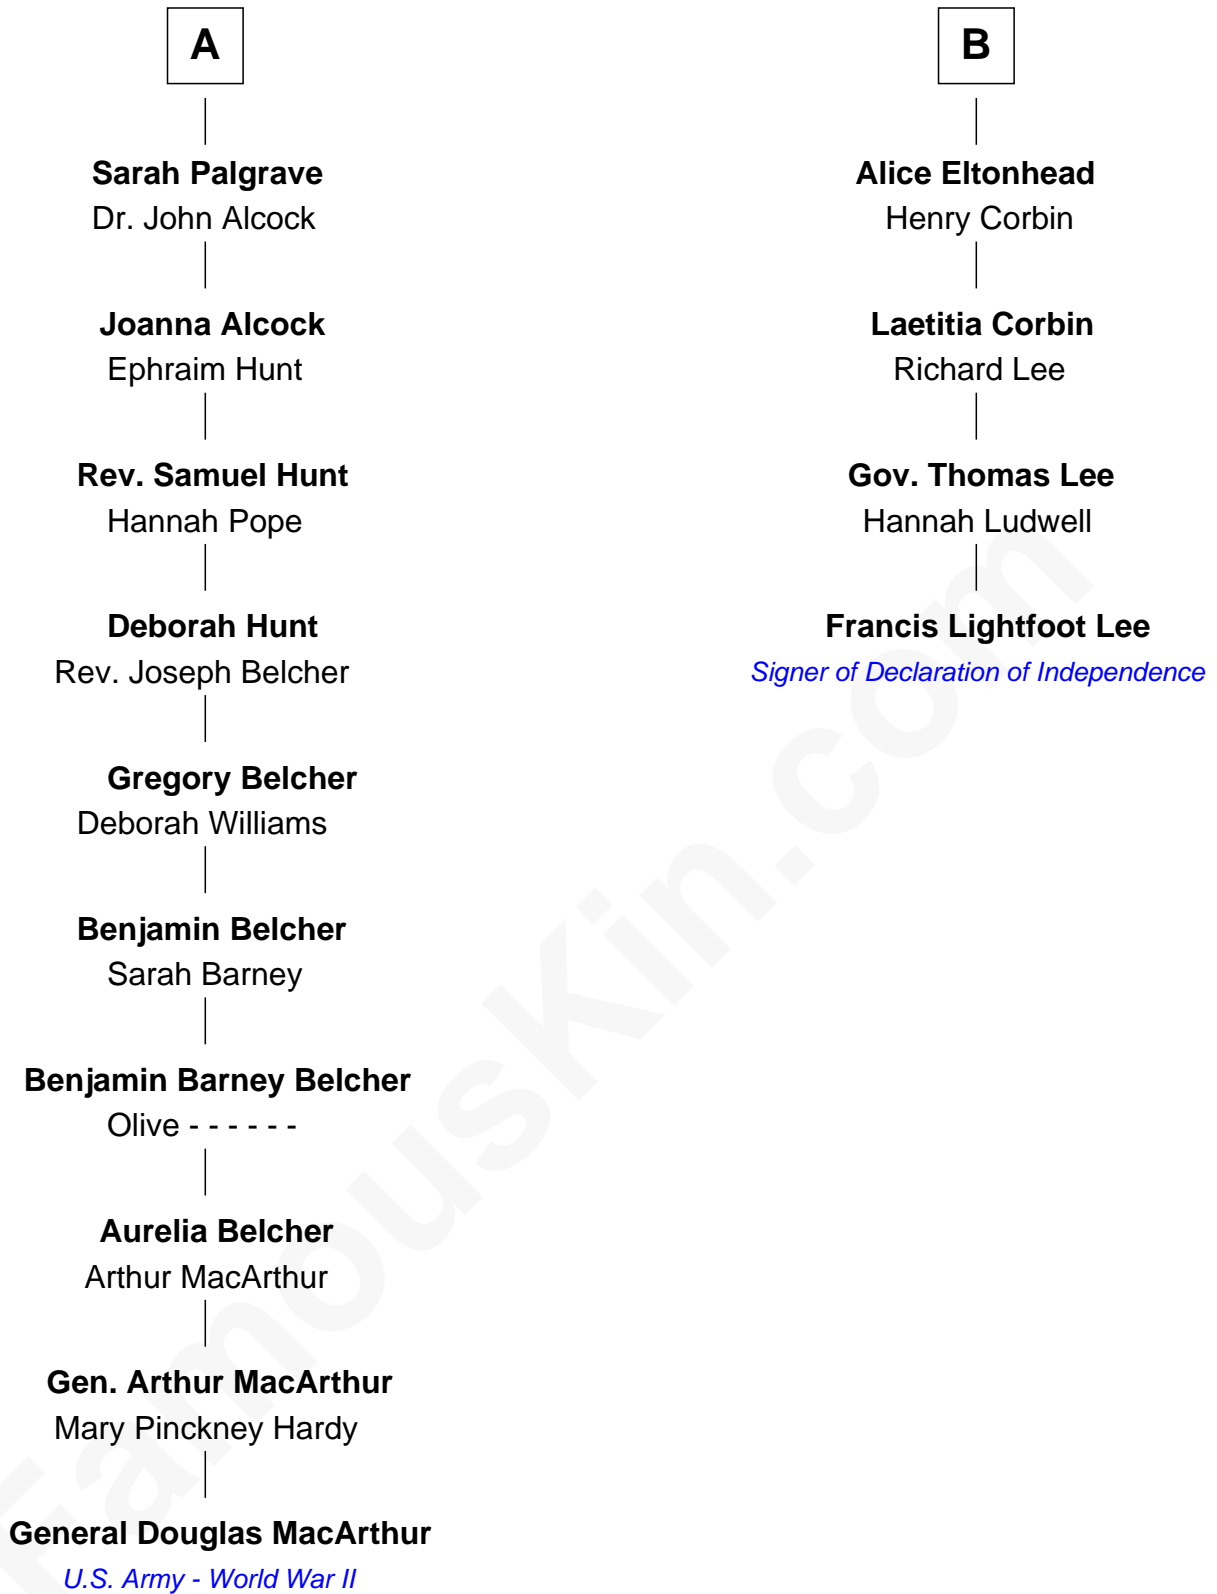 A
Sarah Palgrave
Dr. John Alcock
Joanna Alcock
Ephraim Hunt
Rev. Samuel Hunt
Hannah Pope
Deborah Hunt
Rev. Joseph Belcher
Gregory Belcher
Deborah Williams
Benjamin Belcher
Sarah Barney
Benjamin Barney Belcher
Olive - - - - - -
Aurelia Belcher
Arthur MacArthur
Gen. Arthur MacArthur
Mary Pinckney Hardy
General Douglas MacArthur
U.S. Army - World War II
B
Alice Eltonhead
Henry Corbin
Laetitia Corbin
Richard Lee
Gov. Thomas Lee
Hannah Ludwell
Francis Lightfoot Lee
Signer of Declaration of Independence
FamousKin.com